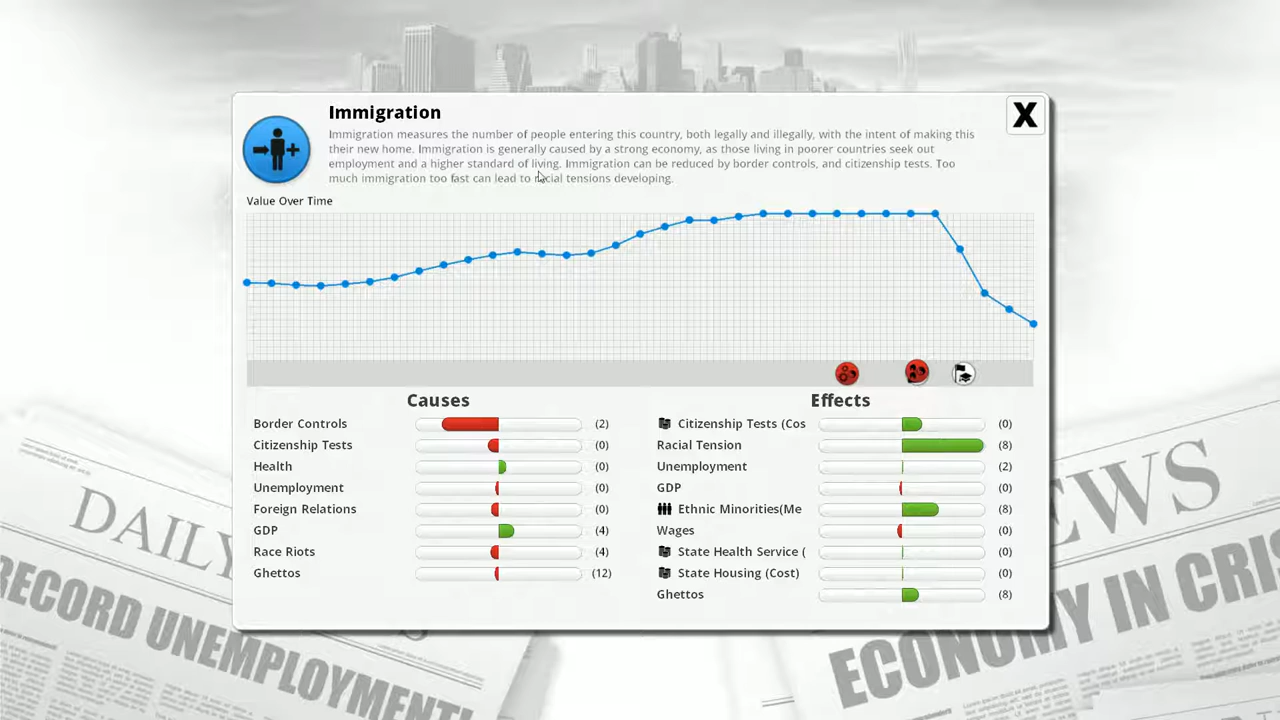 Immigration
X
Immigration measures the number of people entering this country, both legally and illegally, with the intent of making this
their new home. Immigration is generally caused by a strong economy, as those living in poorer countries seek out
employment and a higher standard of living. Immigration can be reduced by border controls, and citizenship tests. Too
much immigration too fast can lead to racial tensions developing.
Value Over Time
Causes
Border Controls (2)
Citizenship Tests (0)
Health (0)
Unemployment (0)
Foreign Relations (0)
GDP (4)
Race Riots (4)
Ghettos (12)
Effects
Citizenship Tests (Cos (0)
Racial Tension (8)
Unemployment (2)
GDP (0)
Ethnic Minorities(Me (8)
Wages (0)
State Health Service ( (0)
State Housing (Cost) (0)
Ghettos (8)
DAILY
NEWS
RECORD UNEMPLOYMENT!
ECONOMY IN CRIS